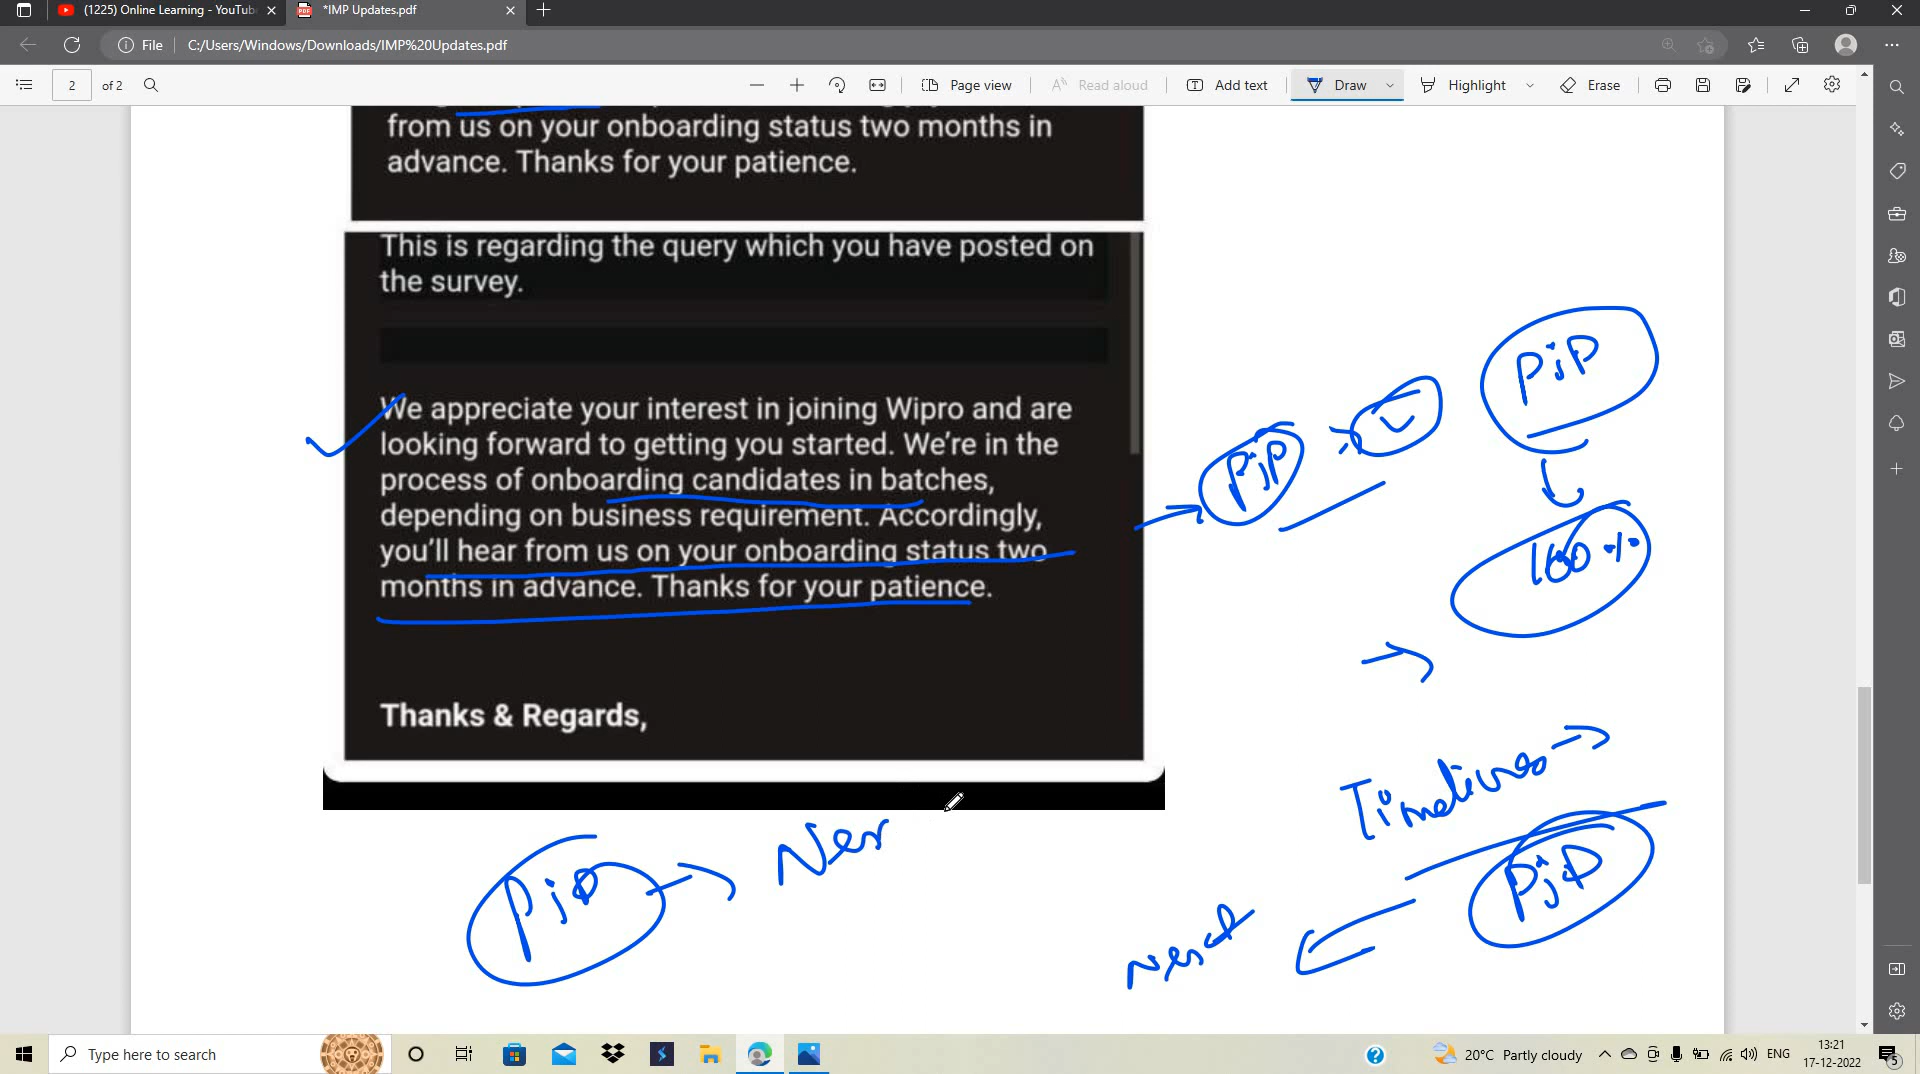 (1225) Online Learning - YouTub
*IMP Updates.pdf
File
C:/Users/Windows/Downloads/IMP%20Updates.pdf
2 of 2
Page view
Read aloud
Add text
Draw
Highlight
Erase
from us on your onboarding status two months in
advance. Thanks for your patience.
This is regarding the query which you have posted on
the survey.
We appreciate your interest in joining Wipro and are
looking forward to getting you started. We're in the
process of onboarding candidates in batches,
depending on business requirement. Accordingly,
you'll hear from us on your onboarding status two
months in advance. Thanks for your patience.
Thanks & Regards,
PjP
PjP
100%
Timelines
PjP
PjP
Type here to search
20°C Partly cloudy
ENG
13:21
17-12-2022
5